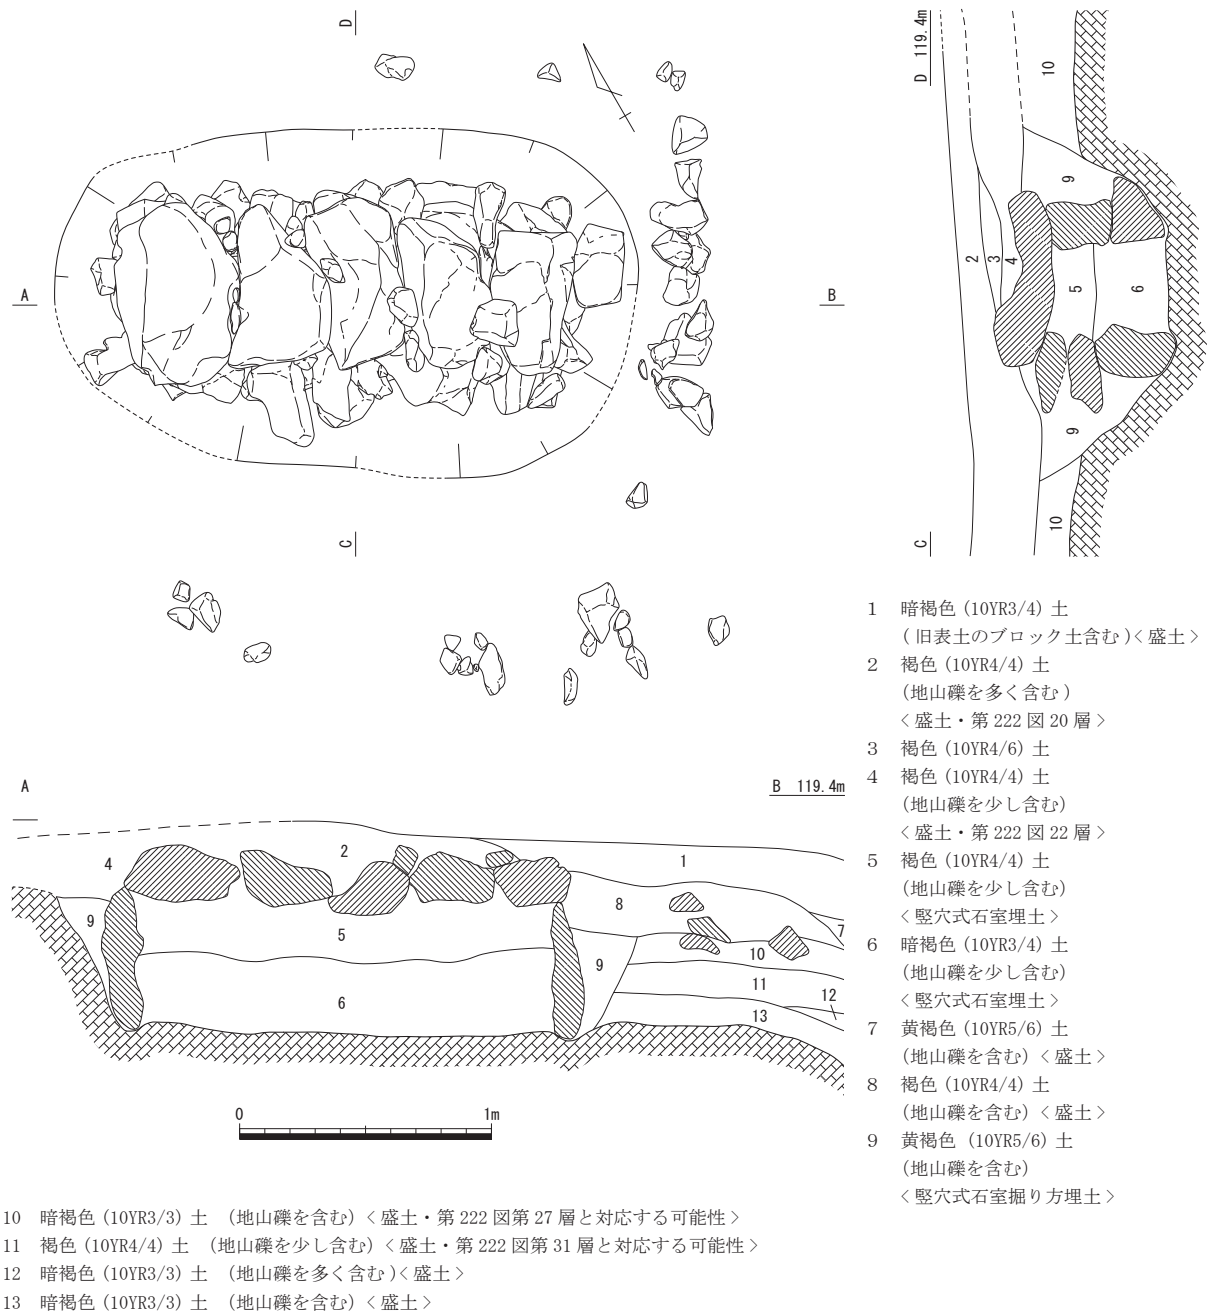 D
D 119.4m
10
9
2
3
4
5
6
9
10
C
A
B
C
1 暗褐色 (10YR3/4) 土
(旧表土のブロック土含む)<盛土>
2 褐色 (10YR4/4) 土
(地山礫を多く含む)
<盛土・第 222 図 20 層>
3 褐色 (10YR4/6) 土
4 褐色 (10YR4/4) 土
(地山礫を少し含む)
<盛土・第 222 図 22 層>
5 褐色 (10YR4/4) 土
(地山礫を少し含む)
<竪穴式石室埋土>
6 暗褐色 (10YR3/4) 土
(地山礫を少し含む)
<竪穴式石室埋土>
7 黄褐色 (10YR5/6) 土
(地山礫を含む) <盛土>
8 褐色 (10YR4/4) 土
(地山礫を含む) <盛土>
9 黄褐色 (10YR5/6) 土
(地山礫を含む)
<竪穴式石室掘り方埋土>
A
B 119.4m
4
2
1
9
5
8
7
10
9
11
6
12
13
0 1m
10 暗褐色 (10YR3/3) 土 (地山礫を含む) <盛土・第 222 図第 27 層と対応する可能性>
11 褐色 (10YR4/4) 土 (地山礫を少し含む) <盛土・第 222 図第 31 層と対応する可能性>
12 暗褐色 (10YR3/3) 土 (地山礫を多く含む)<盛土>
13 暗褐色 (10YR3/3) 土 (地山礫を含む) <盛土>